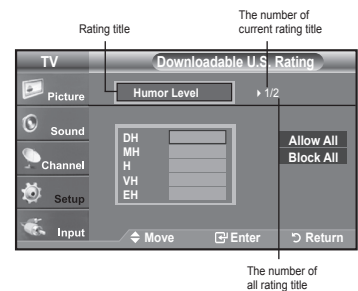 The number of
current rating title
Rating title
TV
Downloadable U.S. Rating
Picture
Humor Level
1/2
Sound
DH
MH
H
VH
EH
Allow All
Block All
Channel
Setup
Input
Move
Enter
Return
The number of
all rating title